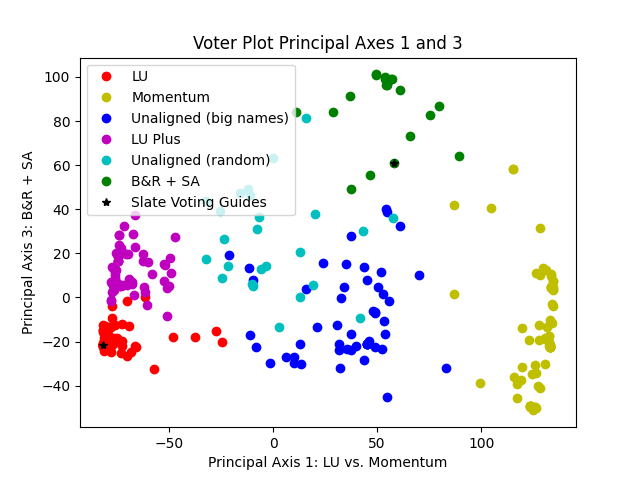 Voter Plot Principal Axes 1 and 3
LU
Momentum
Unaligned (big names)
LU Plus
Unaligned (random)
B&R + SA
Slate Voting Guides
Principal Axis 3: B&R + SA
100
80
60
40
20
0
−20
−40
−50
0
50
100
Principal Axis 1: LU vs. Momentum